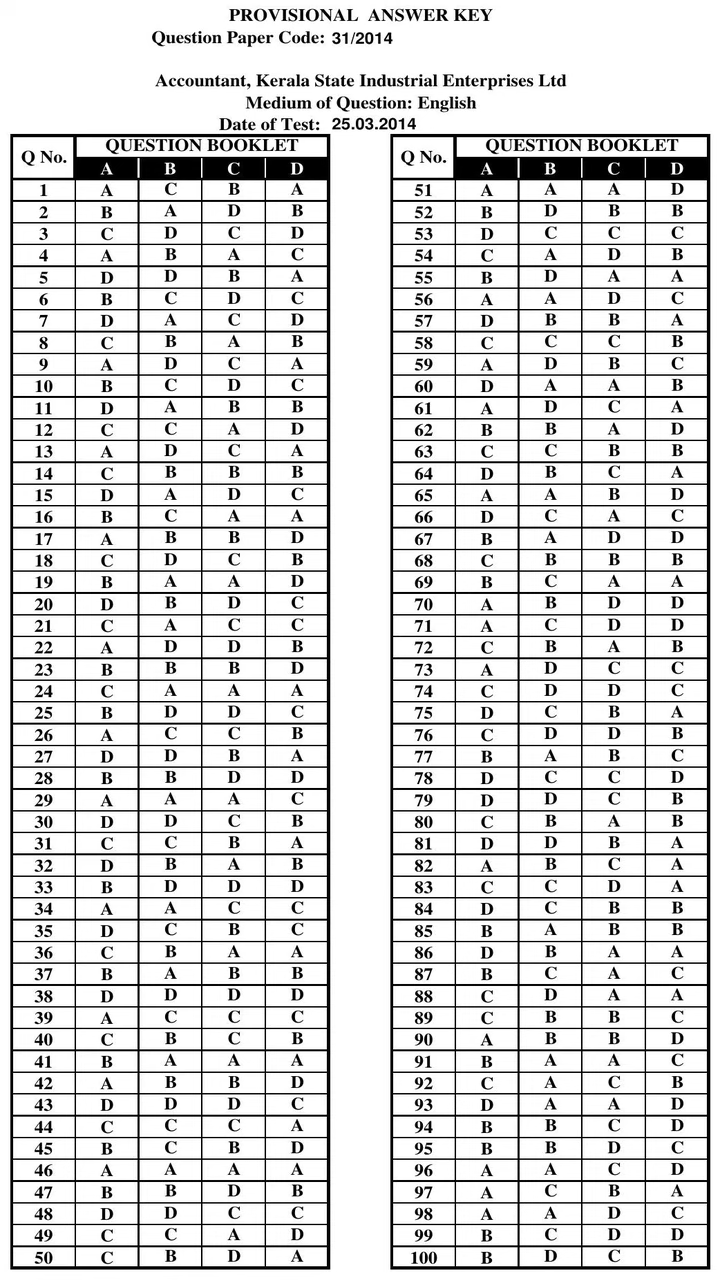 PROVISIONAL ANSWER KEY
Question Paper Code: 31/2014
Accountant, Kerala State Industrial Enterprises Ltd
Medium of Question: English
Date of Test: 25.03.2014
Q No. QUESTION BOOKLET
A B C D
1 A C B A
2 B A D B
3 C D C D
4 A B A C
5 D D B A
6 B C D C
7 D A C D
8 C B A B
9 A D C A
10 B C D C
11 D A B B
12 C C A D
13 A D C A
14 C B B B
15 D A D C
16 B C A A
17 A B B D
18 C D C B
19 B A A D
20 D B D C
21 C A C C
22 A D D B
23 B B B D
24 C A A A
25 B D D C
26 A C C B
27 D D B A
28 B B D D
29 A A A C
30 D D C B
31 C C B A
32 D B A B
33 B D D D
34 A A C C
35 D C B C
36 C B A A
37 B A B B
38 D D D D
39 A C C C
40 C B C B
41 B A A A
42 A B B D
43 D D D C
44 C C C A
45 B C B D
46 A A A A
47 B B D B
48 D D C C
49 C C A D
50 C B D A
Q No. QUESTION BOOKLET
A B C D
51 A A A D
52 B D B B
53 D C C C
54 C A D B
55 B D A A
56 A A D C
57 D B B A
58 C C C B
59 A D B C
60 D A A B
61 A D C A
62 B B A D
63 C C B B
64 D B C A
65 A A B D
66 D C A C
67 B A D D
68 C B B B
69 B C A A
70 A B D D
71 A C D D
72 C B A B
73 A D C C
74 C D D C
75 D C B A
76 C D D B
77 B A B C
78 D C C D
79 D D C B
80 C B A B
81 D D B A
82 A B C A
83 C C D A
84 D C B B
85 B A B B
86 D B A A
87 B C A C
88 C D A A
89 C B B C
90 A B B D
91 B A A C
92 C A C B
93 D A A D
94 B B C D
95 B B D C
96 A A C D
97 A C B A
98 A A D C
99 B C D D
100 B D C B